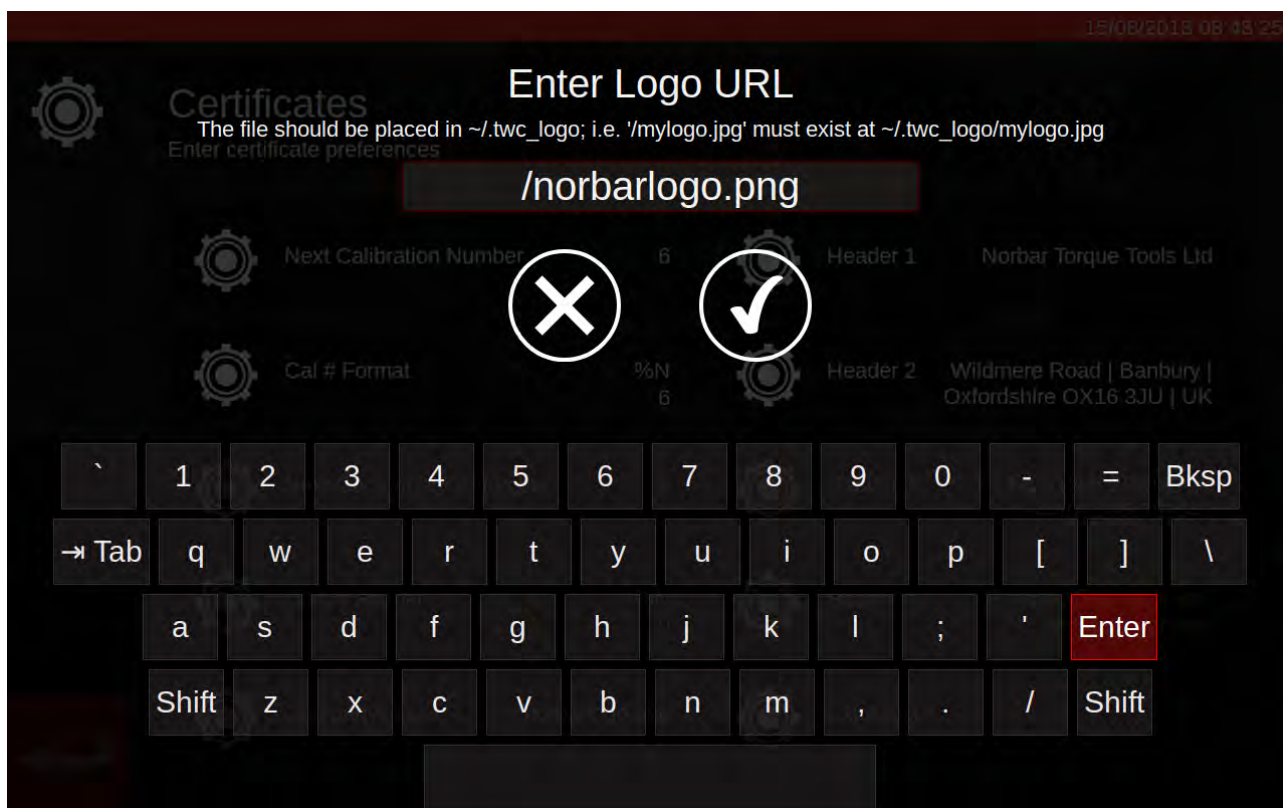 15/08/2018 08:48:25
Enter Logo URL
Certificates
The file should be placed in ~/.twc_logo; i.e. '/mylogo.jpg' must exist at ~/.twc_logo/mylogo.jpg
Enter certificate preferences
/norbarlogo.png
Next Calibration Number 6 Header 1 Norbar Torque Tools Ltd
Cal # Format %N Header 2 Wildmere Road | Banbury |
6 Oxfordshire OX16 3JU | UK
` 1 2 3 4 5 6 7 8 9 0 - = Bksp
⇥ Tab q w e r t y u i o p [ ] \
a s d f g h j k l ; ' Enter
Shift z x c v b n m , . / Shift